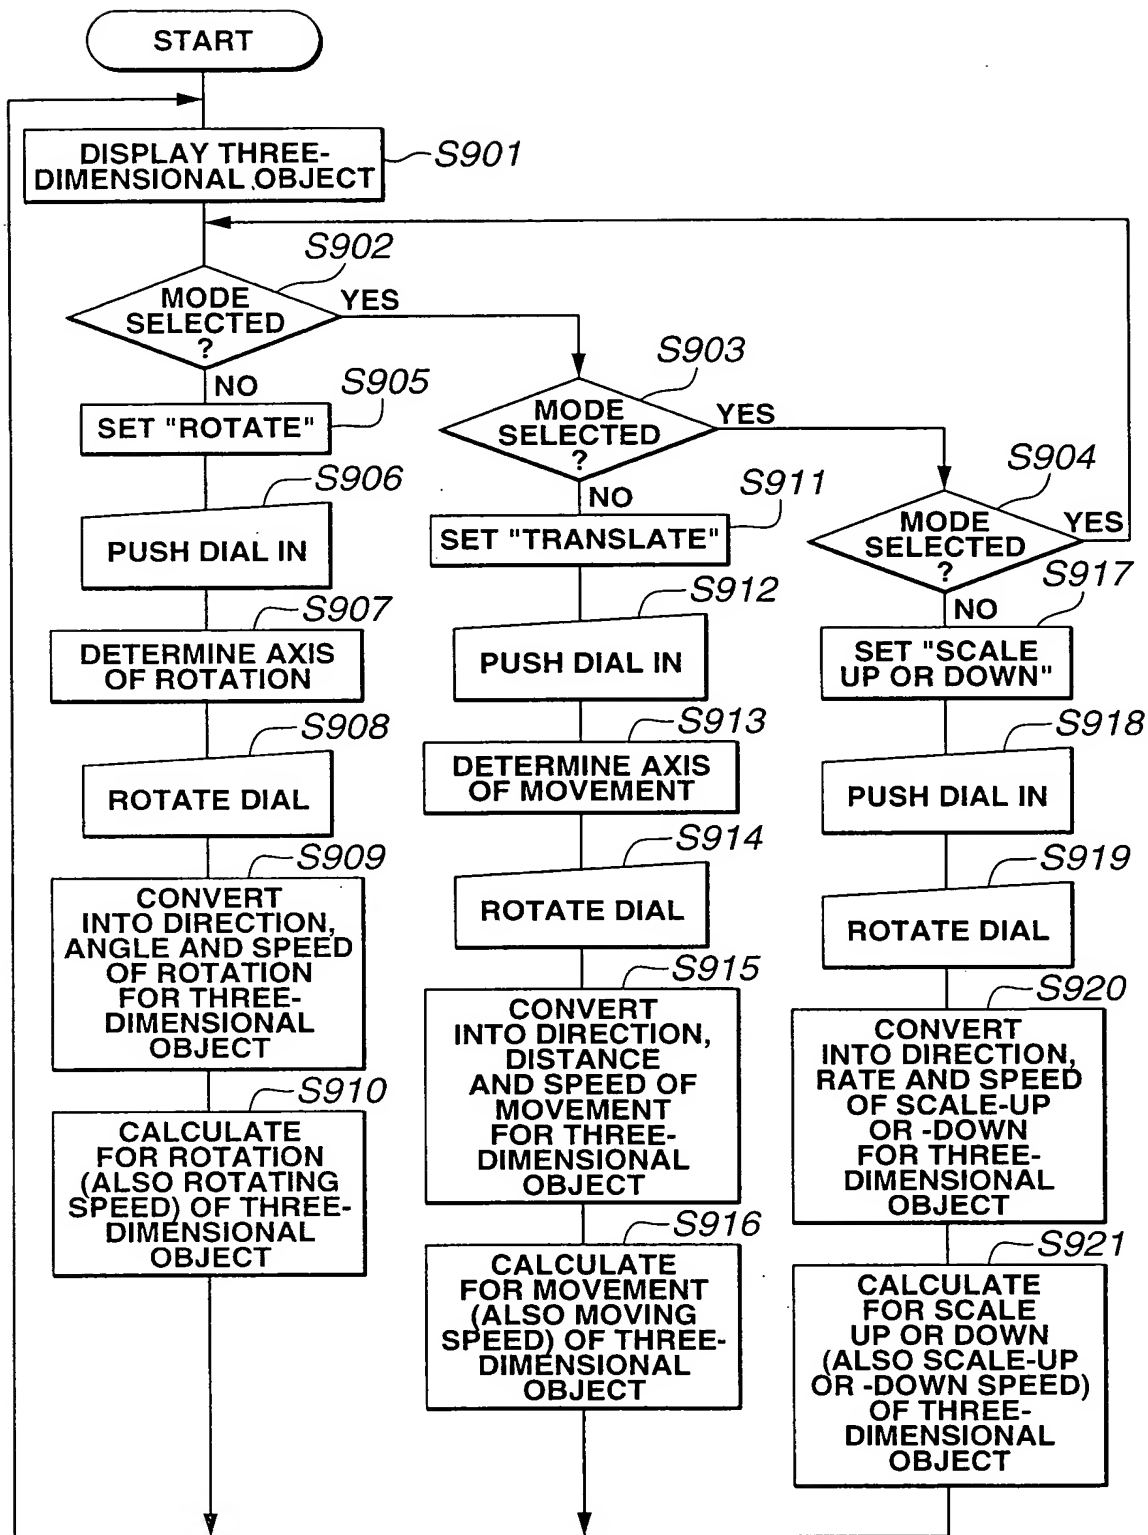 START
DISPLAY THREE-
DIMENSIONAL OBJECT
S901
S902
MODE
SELECTED
?
YES
NO
S905
SET "ROTATE"
S906
PUSH DIAL IN
S907
DETERMINE AXIS
OF ROTATION
S908
ROTATE DIAL
S909
CONVERT
INTO DIRECTION,
ANGLE AND SPEED
OF ROTATION
FOR THREE-
DIMENSIONAL
OBJECT
S910
CALCULATE
FOR ROTATION
(ALSO ROTATING
SPEED) OF THREE-
DIMENSIONAL
OBJECT
S903
MODE
SELECTED
?
YES
NO
S911
SET "TRANSLATE"
S912
PUSH DIAL IN
S913
DETERMINE AXIS
OF MOVEMENT
S914
ROTATE DIAL
S915
CONVERT
INTO DIRECTION,
DISTANCE
AND SPEED OF
MOVEMENT
FOR THREE-
DIMENSIONAL
OBJECT
S916
CALCULATE
FOR MOVEMENT
(ALSO MOVING
SPEED) OF THREE-
DIMENSIONAL
OBJECT
S904
MODE
SELECTED
?
YES
NO
S917
SET "SCALE
UP OR DOWN"
S918
PUSH DIAL IN
S919
ROTATE DIAL
S920
CONVERT
INTO DIRECTION,
RATE AND SPEED
OF SCALE-UP
OR -DOWN
FOR THREE-
DIMENSIONAL
OBJECT
S921
CALCULATE
FOR SCALE
UP OR DOWN
(ALSO SCALE-UP
OR -DOWN SPEED)
OF THREE-
DIMENSIONAL
OBJECT